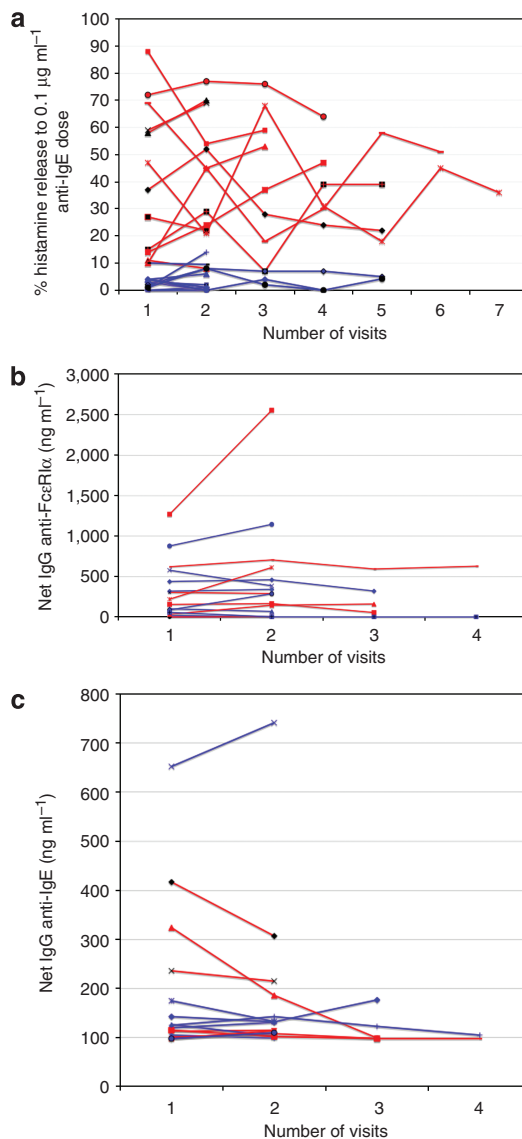 a
% histamine release to 0.1 μg ml⁻¹
anti-IgE dose
100
90
80
70
60
50
40
30
20
10
0
1 2 3 4 5 6 7
Number of visits
b
Net IgG anti-FcεRIα (ng ml⁻¹)
3,000
2,500
2,000
1,500
1,000
500
0
1 2 3 4
Number of visits
c
Net IgG anti-IgE (ng ml⁻¹)
800
700
600
500
400
300
200
100
0
1 2 3 4
Number of visits